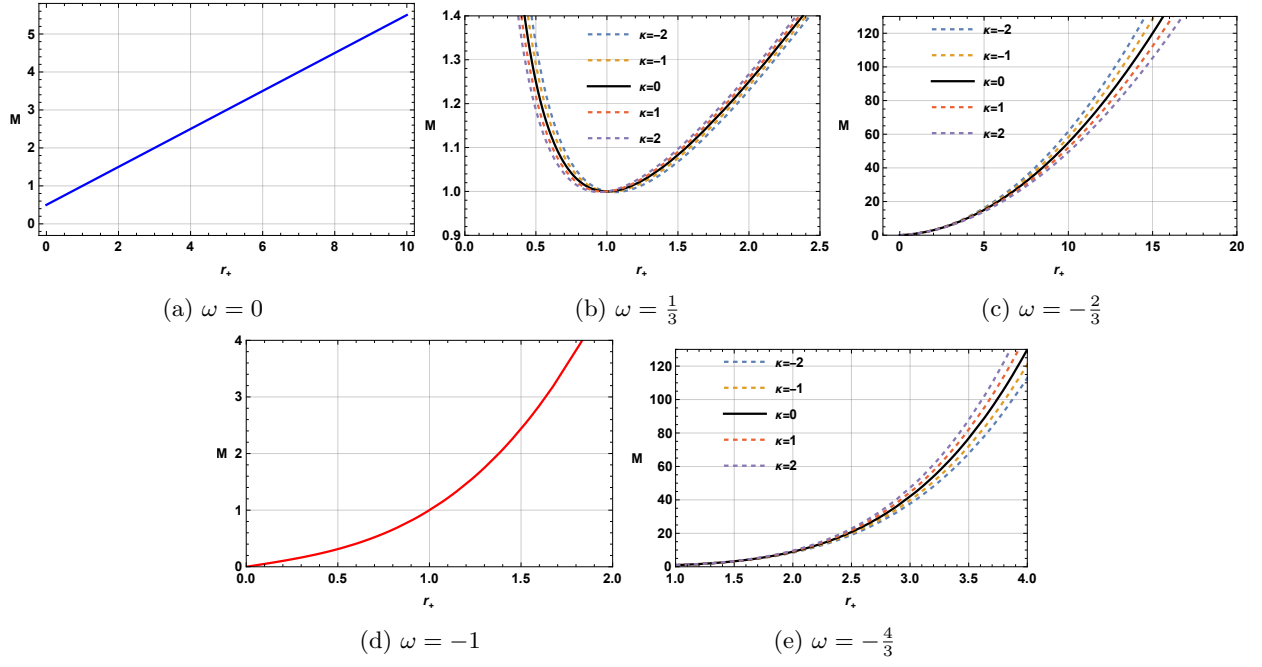 5
4
3
M
2
1
0
0 2 4 6 8 10
r+
(a) ω = 0
1.4
1.3
1.2
M
1.1
1.0
0.9
0.0 0.5 1.0 1.5 2.0 2.5
r+
κ=-2
κ=-1
κ=0
κ=1
κ=2
(b) ω = 1/3
120
100
80
M
60
40
20
0
0 5 10 15 20
r+
κ=-2
κ=-1
κ=0
κ=1
κ=2
(c) ω = −2/3
4
3
M
2
1
0
0.0 0.5 1.0 1.5 2.0
r+
(d) ω = −1
120
100
80
M
60
40
20
0
1.0 1.5 2.0 2.5 3.0 3.5 4.0
r+
κ=-2
κ=-1
κ=0
κ=1
κ=2
(e) ω = −4/3